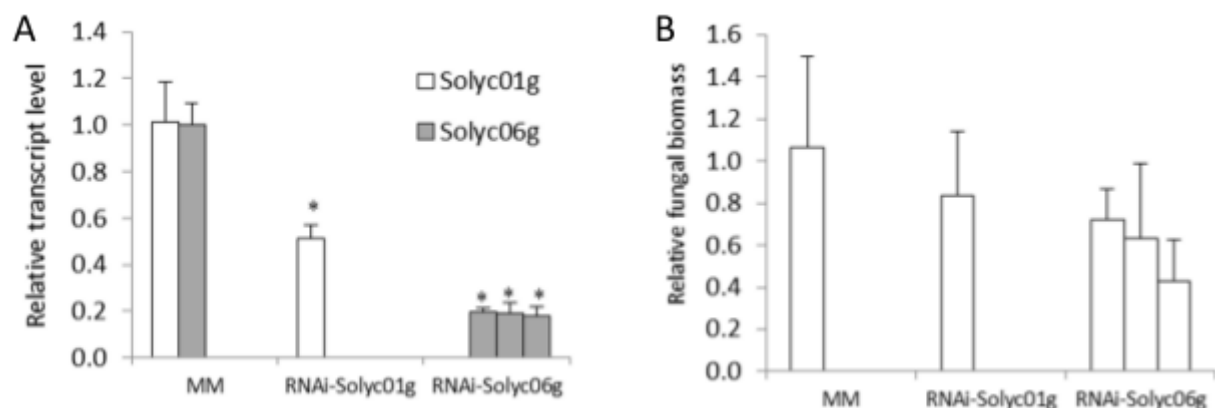 A
Relative transcript level
1.4
1.2
1.0
0.8
0.6
0.4
0.2
0.0
Solyc01g
Solyc06g
*
* * *
MM RNAi-Solyc01g RNAi-Solyc06g
B
Relative fungal biomass
1.6
1.4
1.2
1.0
0.8
0.6
0.4
0.2
0.0
MM RNAi-Solyc01g RNAi-Solyc06g